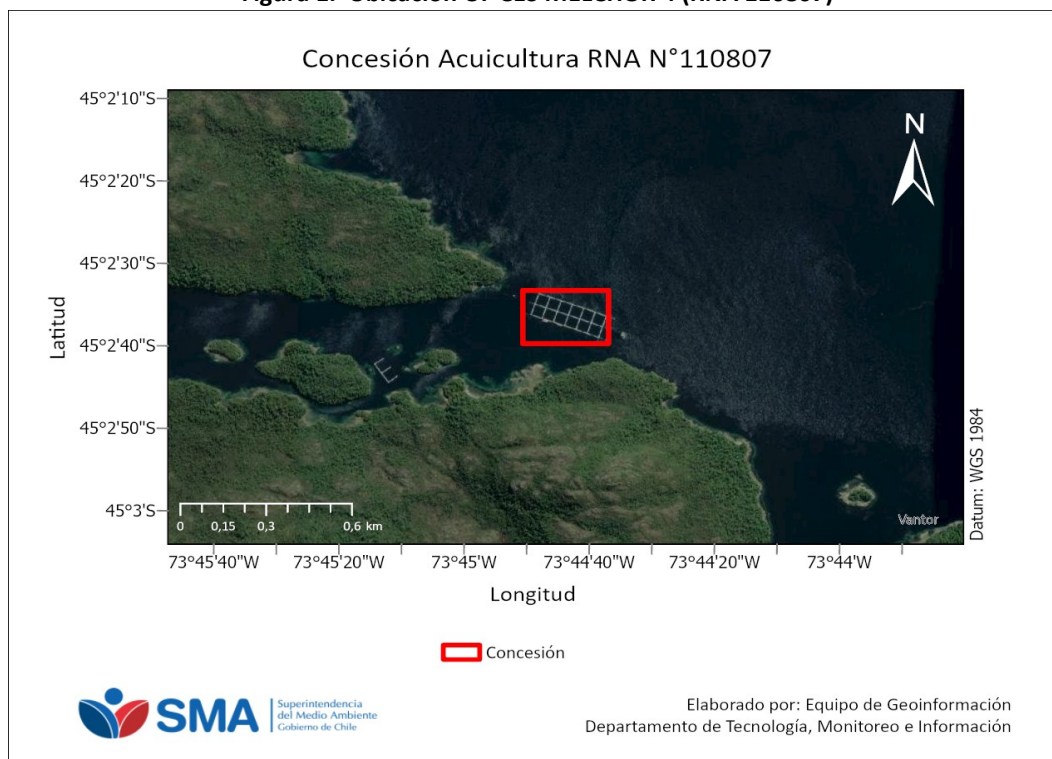 Concesión Acuicultura RNA N°110807
45°2'10"S
45°2'20"S
45°2'30"S
45°2'40"S
45°2'50"S
45°3'S
Latitud
N
Datum: WGS 1984
Vantor
0 0,15 0,3 0,6 km
73°45'40"W 73°45'20"W 73°45'W 73°44'40"W 73°44'20"W 73°44'W
Longitud
Concesión
SMA
Superintendencia
del Medio Ambiente
Gobierno de Chile
Elaborado por: Equipo de Geoinformación
Departamento de Tecnología, Monitoreo e Información